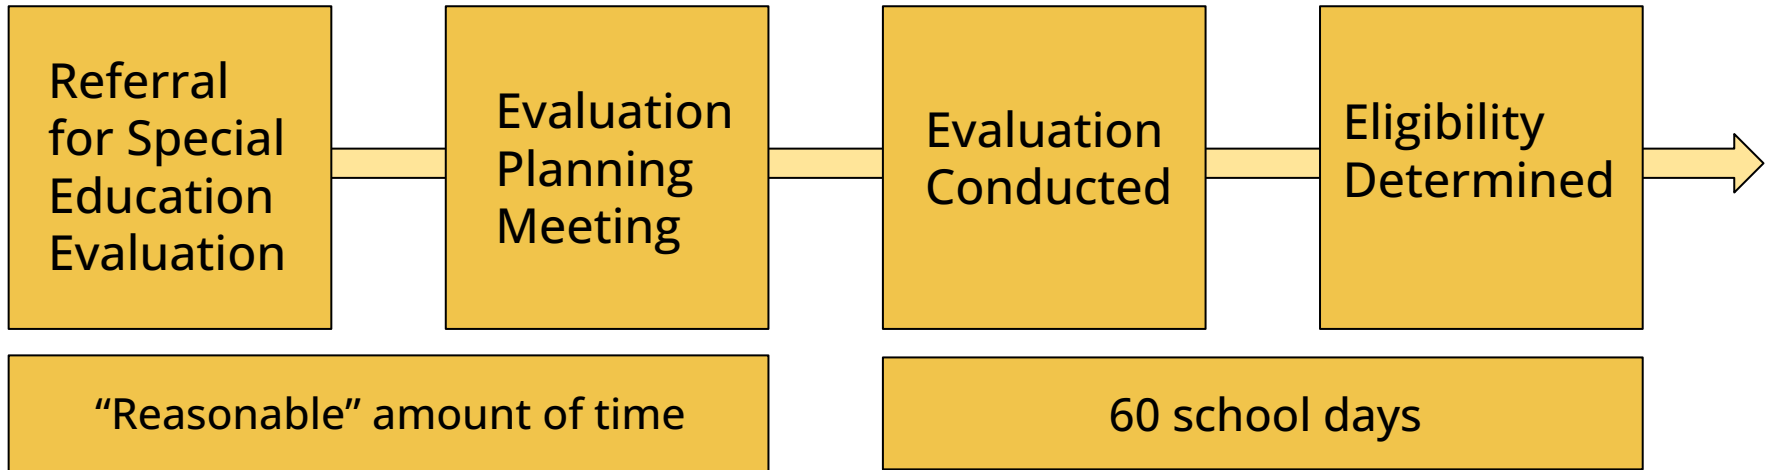 Referral
for Special
Education
Evaluation
Evaluation
Planning
Meeting
Evaluation
Conducted
Eligibility
Determined
“Reasonable” amount of time
60 school days